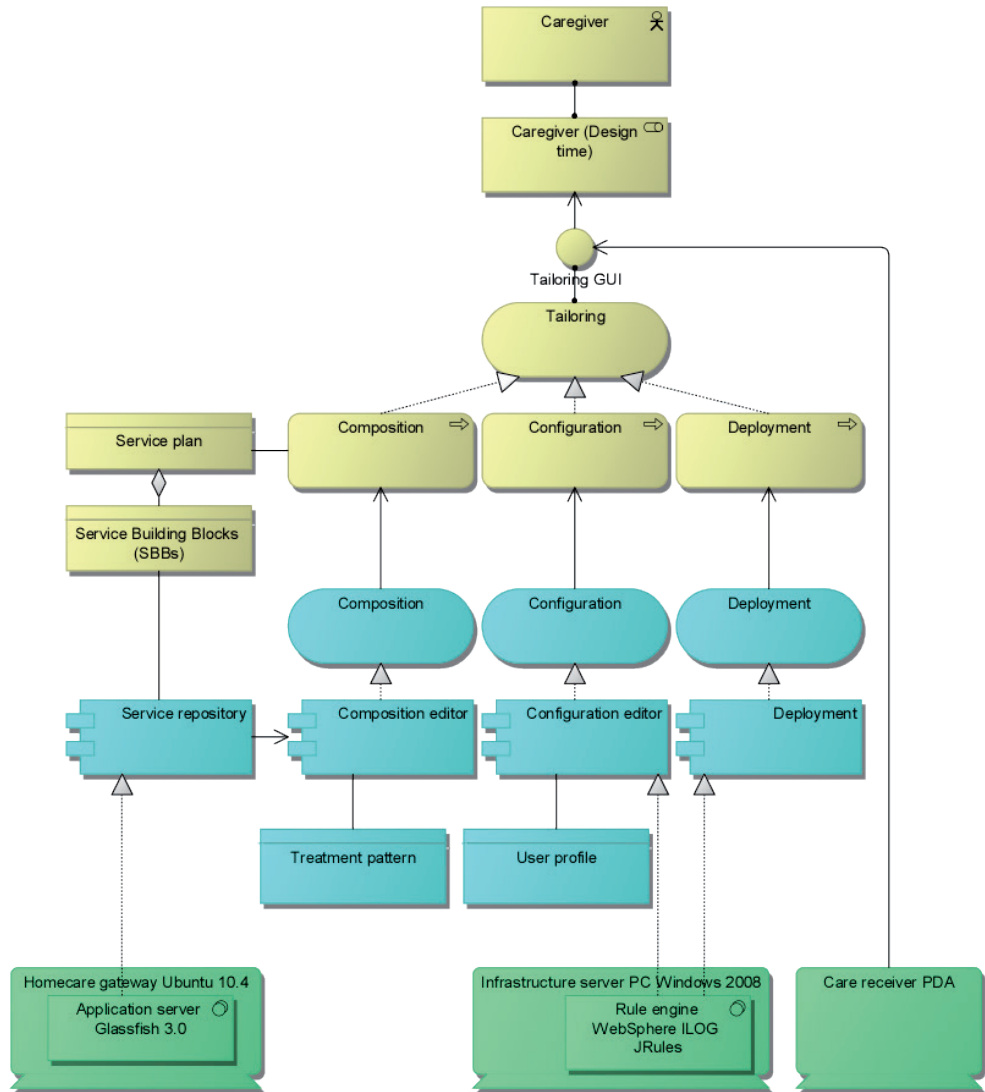 Caregiver
Caregiver (Design
time)
Tailoring GUI
Tailoring
Service plan
Composition
Configuration
Deployment
Service Building Blocks
(SBBs)
Composition
Configuration
Deployment
Service repository
Composition editor
Configuration editor
Deployment
Treatment pattern
User profile
Homecare gateway Ubuntu 10.4
Application server
Glassfish 3.0
Infrastructure server PC Windows 2008
Rule engine
WebSphere ILOG
JRules
Care receiver PDA